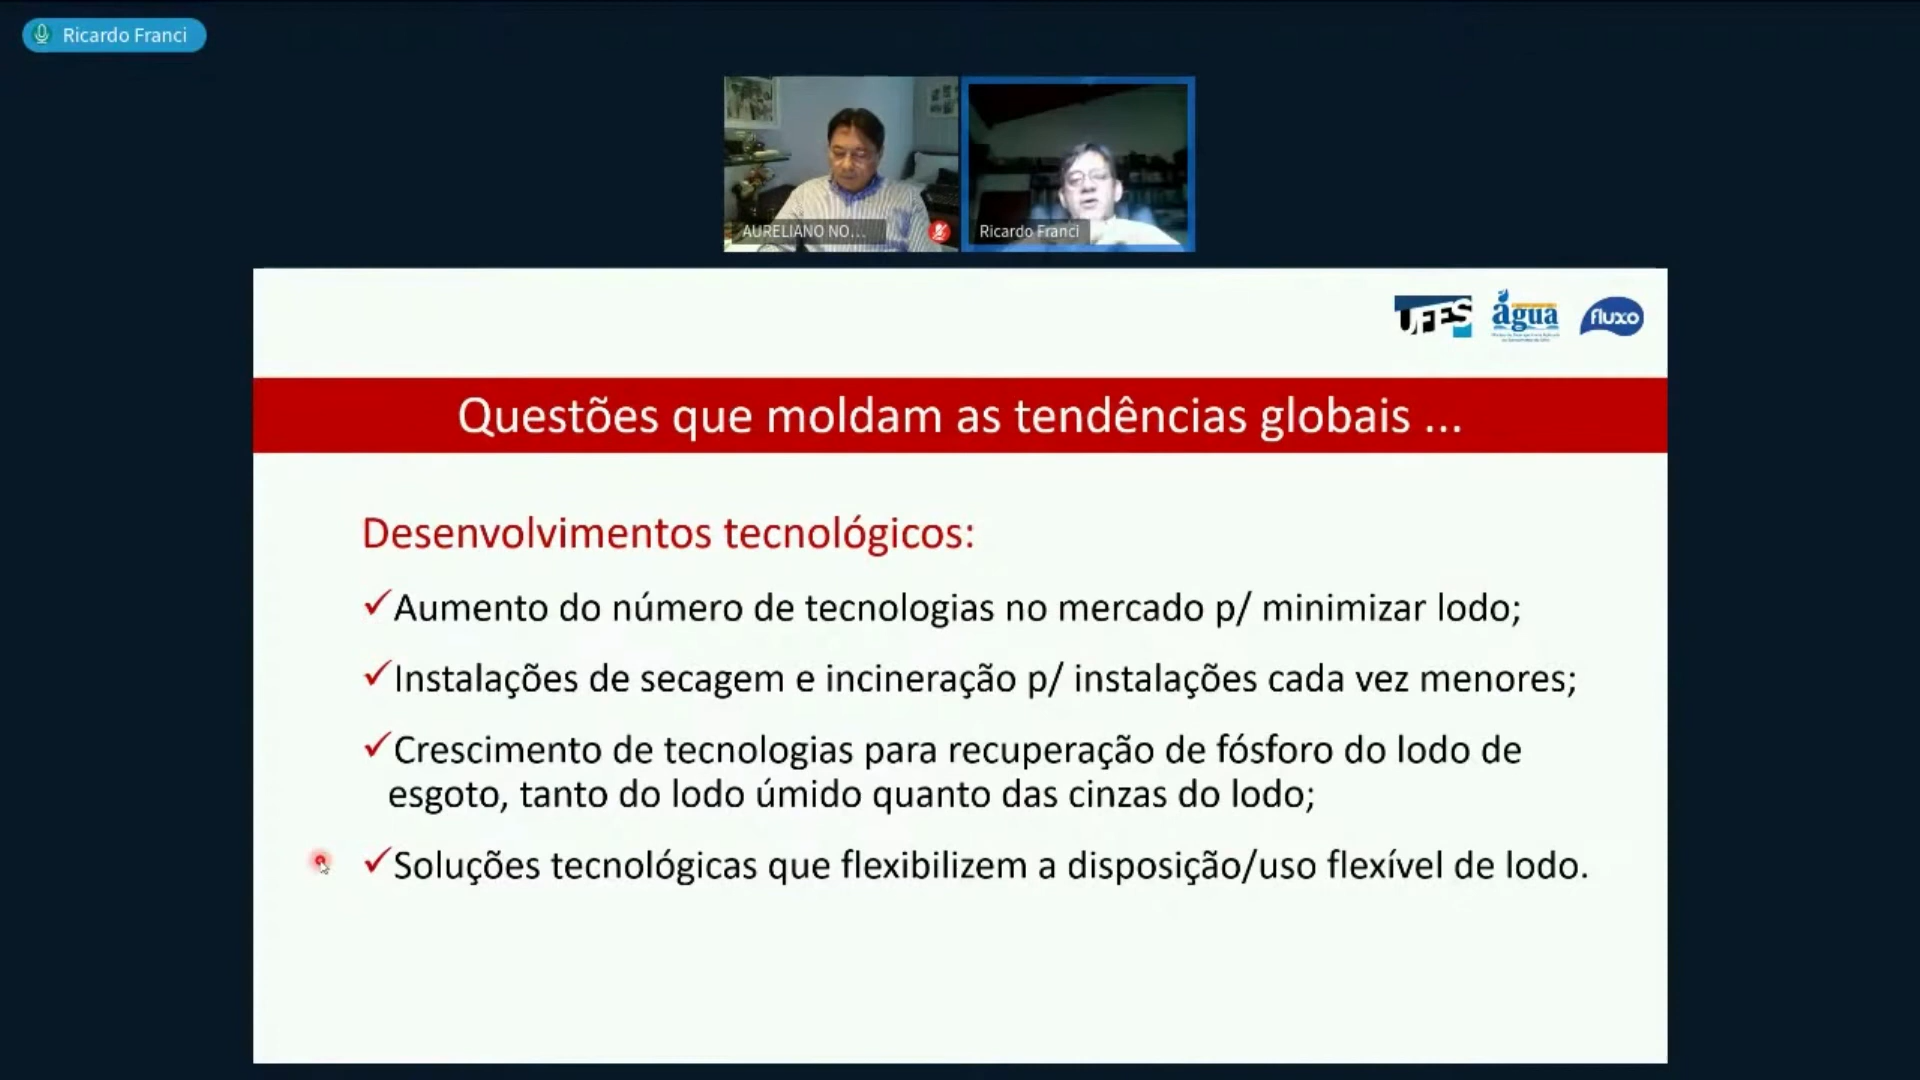 Ricardo Franci
AURELIANO NO...
Ricardo Franci
UFES
água
fluxo
Questões que moldam as tendências globais ...
Desenvolvimentos tecnológicos:
✓Aumento do número de tecnologias no mercado p/ minimizar lodo;
✓Instalações de secagem e incineração p/ instalações cada vez menores;
✓Crescimento de tecnologias para recuperação de fósforo do lodo de
esgoto, tanto do lodo úmido quanto das cinzas do lodo;
✓Soluções tecnológicas que flexibilizem a disposição/uso flexível de lodo.